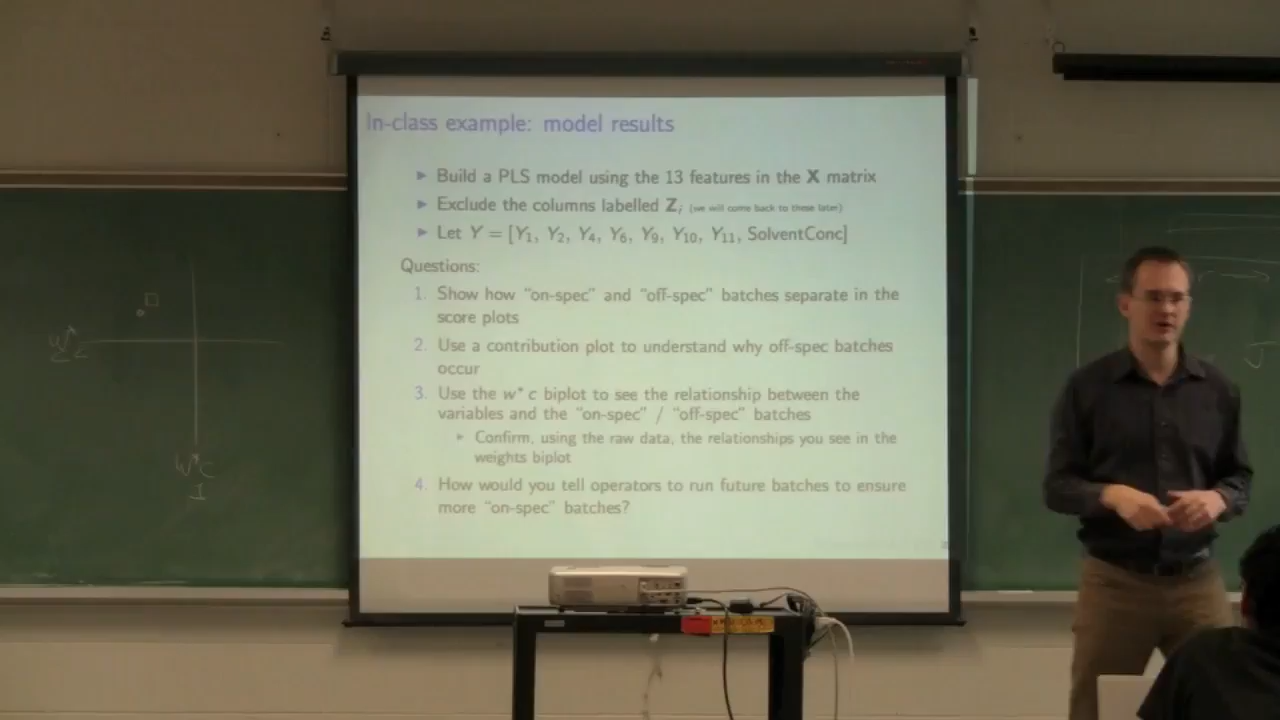 In-class example: model results
► Build a PLS model using the 13 features in the X matrix
► Exclude the columns labelled Zᵢ (we will come back to these later)
► Let Y = [Y₁, Y₂, Y₄, Y₆, Y₉, Y₁₀, Y₁₁, SolventConc]
Questions:
1. Show how "on-spec" and "off-spec" batches separate in the
score plots
2. Use a contribution plot to understand why off-spec batches
occur
3. Use the w* c biplot to see the relationship between the
variables and the "on-spec" / "off-spec" batches
► Confirm, using the raw data, the relationships you see in the
weights biplot
4. How would you tell operators to run future batches to ensure
more "on-spec" batches?
w*c
1